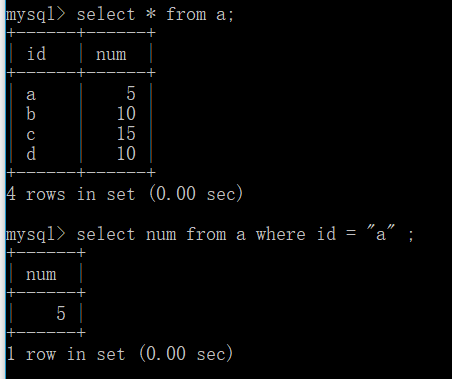 mysql> select * from a;
+------+------+
| id | num |
+------+------+
| a | 5 |
| b | 10 |
| c | 15 |
| d | 10 |
+------+------+
4 rows in set (0.00 sec)
mysql> select num from a where id = "a" ;
+------+
| num |
+------+
| 5 |
+------+
1 row in set (0.00 sec)